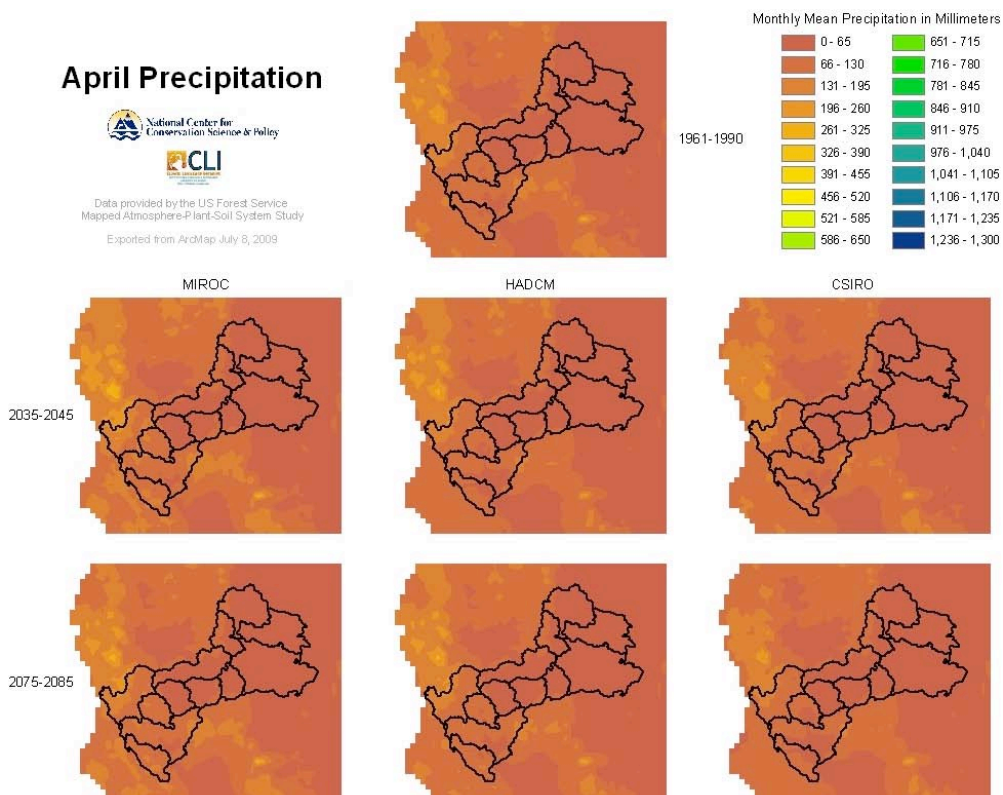 April Precipitation
National Center for
Conservation Science & Policy
CLI
Data provided by the US Forest Service
Mapped Atmosphere-Plant-Soil System Study
Exported from ArcMap July 8, 2009
1961-1990
Monthly Mean Precipitation in Millimeters
0 - 65
66 - 130
131 - 195
196 - 260
261 - 325
326 - 390
391 - 455
456 - 520
521 - 585
586 - 650
651 - 715
716 - 780
781 - 845
846 - 910
911 - 975
976 - 1,040
1,041 - 1,105
1,106 - 1,170
1,171 - 1,235
1,236 - 1,300
MIROC
HADCM
CSIRO
2035-2045
2075-2085